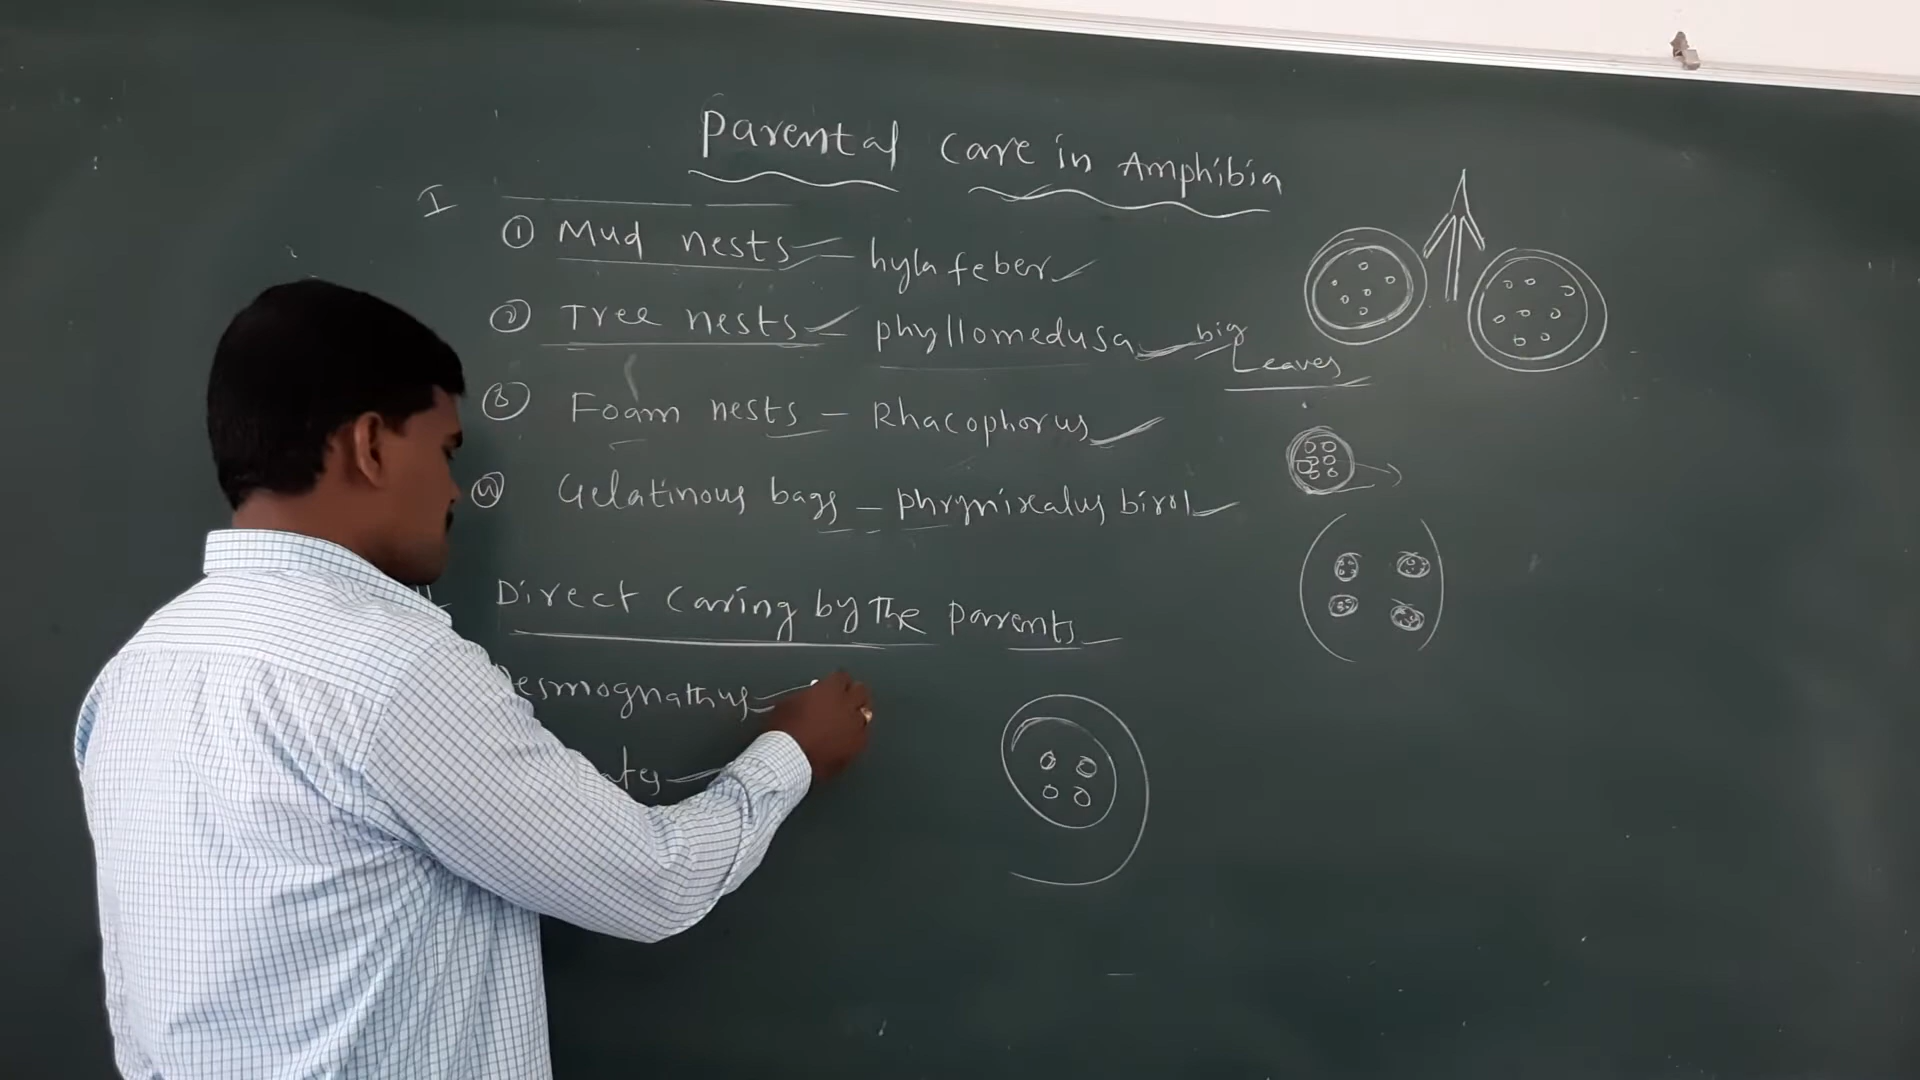 Parental Care in Amphibia
I
① Mud nests — hyla feber
② Tree nests — phyllomedusa big
Leaves
③ Foam nests — Rhacophorus
④ Gelatinous bags — phrynixalus birol
Direct Caring by The parents
Desmognathus